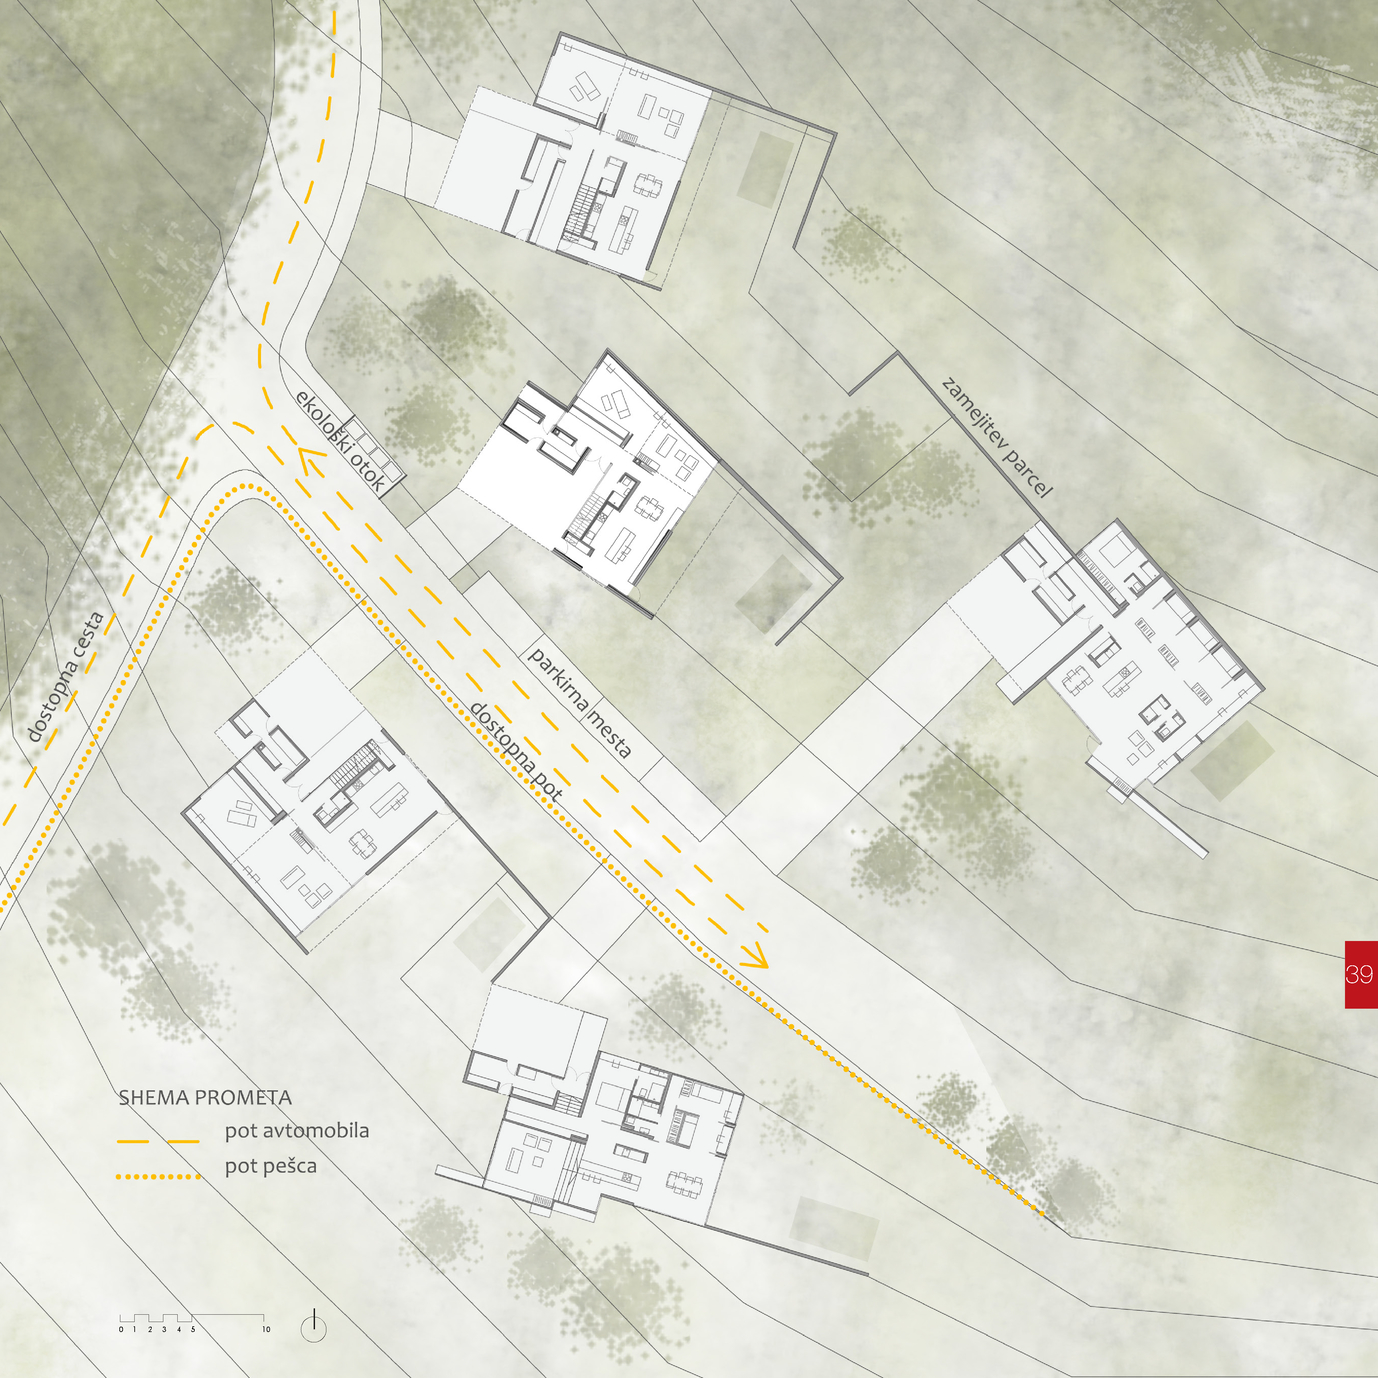 ekološki otok
zamejitev parcel
dostopna cesta
parkirna mesta
dostopna pot
39
SHEMA PROMETA
pot avtomobila
pot pešca
0 1 2 3 4 5 10